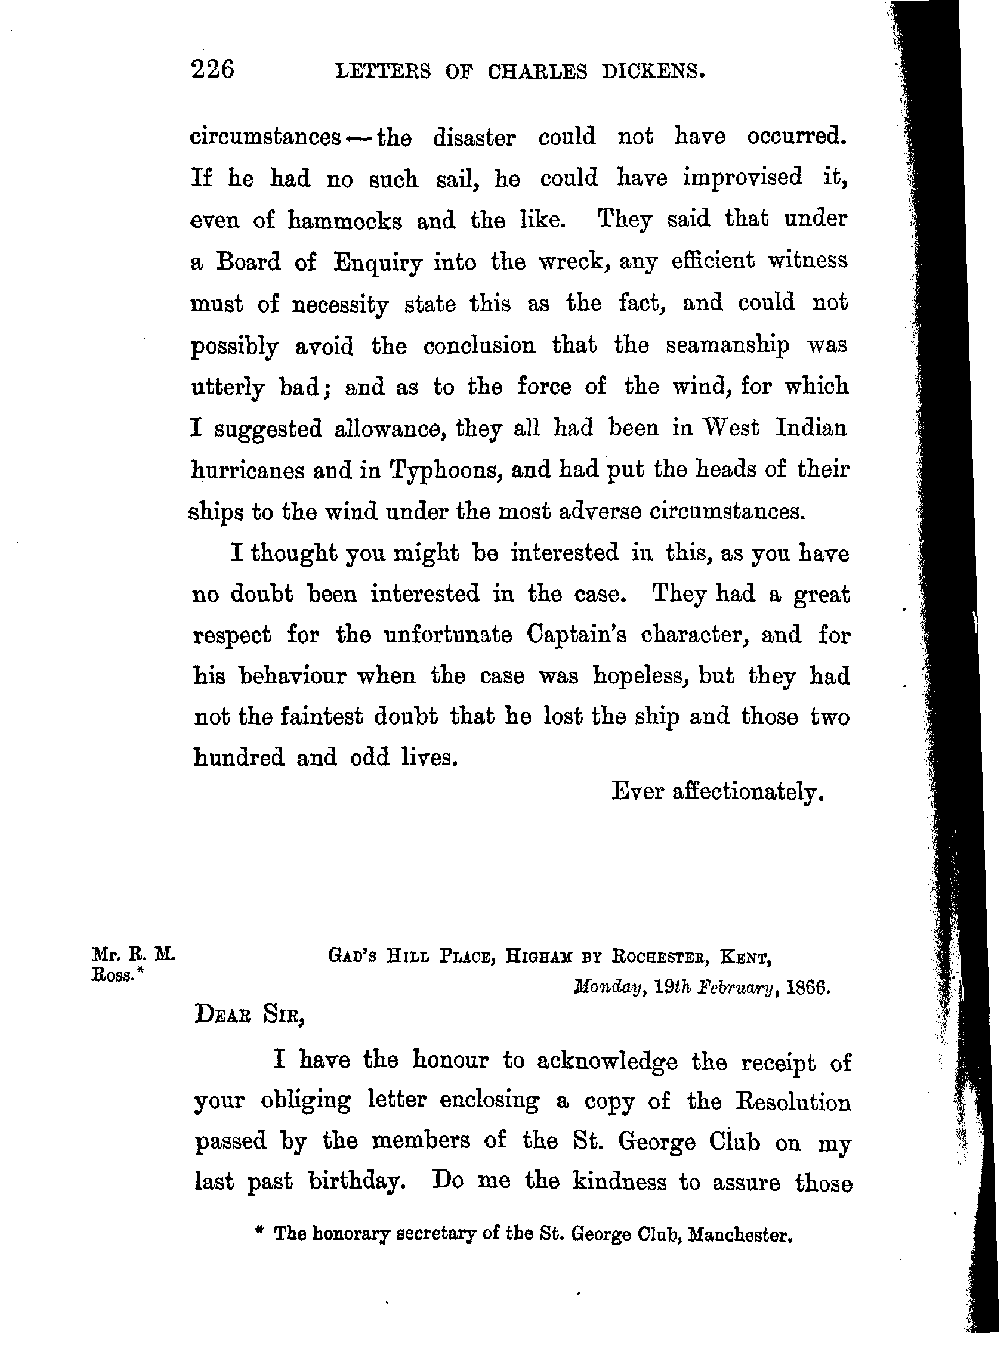 226 LETTERS OF CHARLES DICKENS.
circumstances—the disaster could not have occurred.
If he had no such sail, he could have improvised it,
even of hammocks and the like. They said that under
a Board of Enquiry into the wreck, any efficient witness
must of necessity state this as the fact, and could not
possibly avoid the conclusion that the seamanship was
utterly bad; and as to the force of the wind, for which
I suggested allowance, they all had been in West Indian
hurricanes and in Typhoons, and had put the heads of their
ships to the wind under the most adverse circumstances.
I thought you might be interested in this, as you have
no doubt been interested in the case. They had a great
respect for the unfortunate Captain's character, and for
his behaviour when the case was hopeless, but they had
not the faintest doubt that he lost the ship and those two
hundred and odd lives.
Ever affectionately.
Mr. R. M.
Ross.*
GAD'S HILL PLACE, HIGHAM BY ROCHESTER, KENT,
Monday, 19th February, 1866.
DEAR SIR,
I have the honour to acknowledge the receipt of
your obliging letter enclosing a copy of the Resolution
passed by the members of the St. George Club on my
last past birthday. Do me the kindness to assure those
* The honorary secretary of the St. George Club, Manchester.